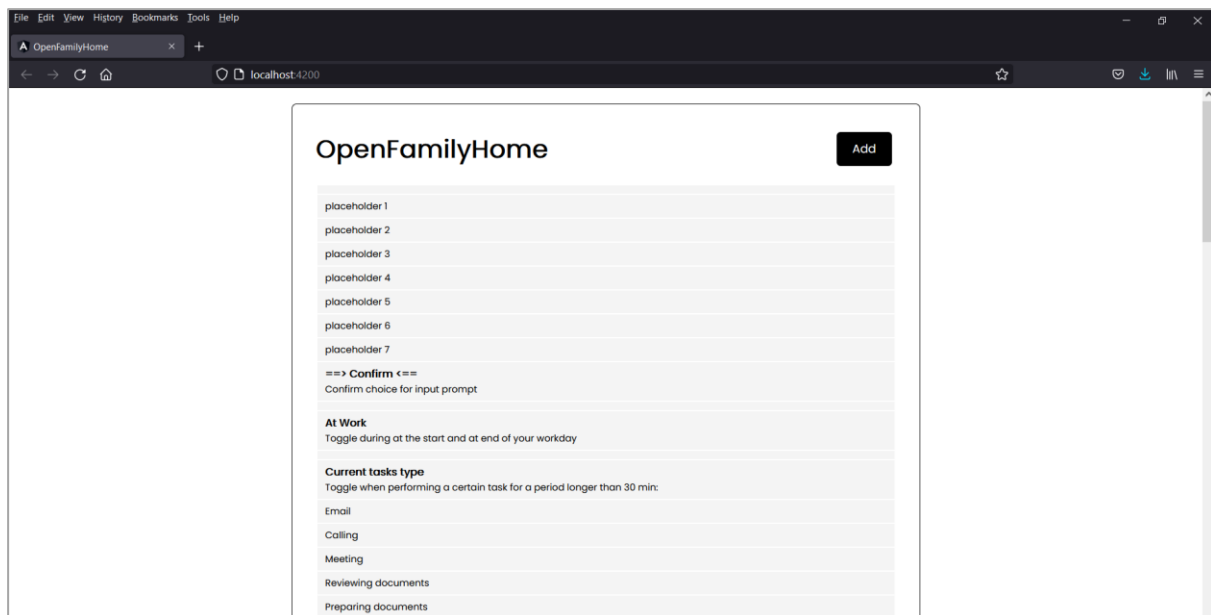 File Edit View History Bookmarks Tools Help
OpenFamilyHome
localhost:4200
OpenFamilyHome
Add
placeholder 1
placeholder 2
placeholder 3
placeholder 4
placeholder 5
placeholder 6
placeholder 7
==> Confirm <==
Confirm choice for input prompt
At Work
Toggle during at the start and at end of your workday
Current tasks type
Toggle when performing a certain task for a period longer than 30 min:
Email
Calling
Meeting
Reviewing documents
Preparing documents